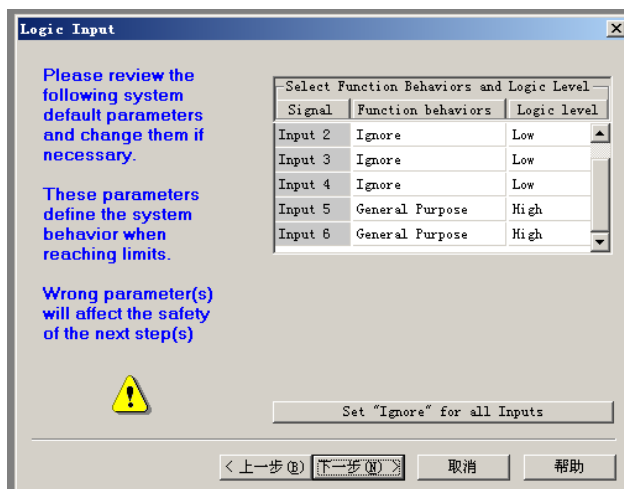 Logic Input
Please review the
following system
default parameters
and change them if
necessary.
These parameters
define the system
behavior when
reaching limits.
Wrong parameter(s)
will affect the safety
of the next step(s)
Select Function Behaviors and Logic Level
Signal Function behaviors Logic level
Input 2 Ignore Low
Input 3 Ignore Low
Input 4 Ignore Low
Input 5 General Purpose High
Input 6 General Purpose High
Set "Ignore" for all Inputs
< 上一步(B) 下一步(N) > 取消 帮助